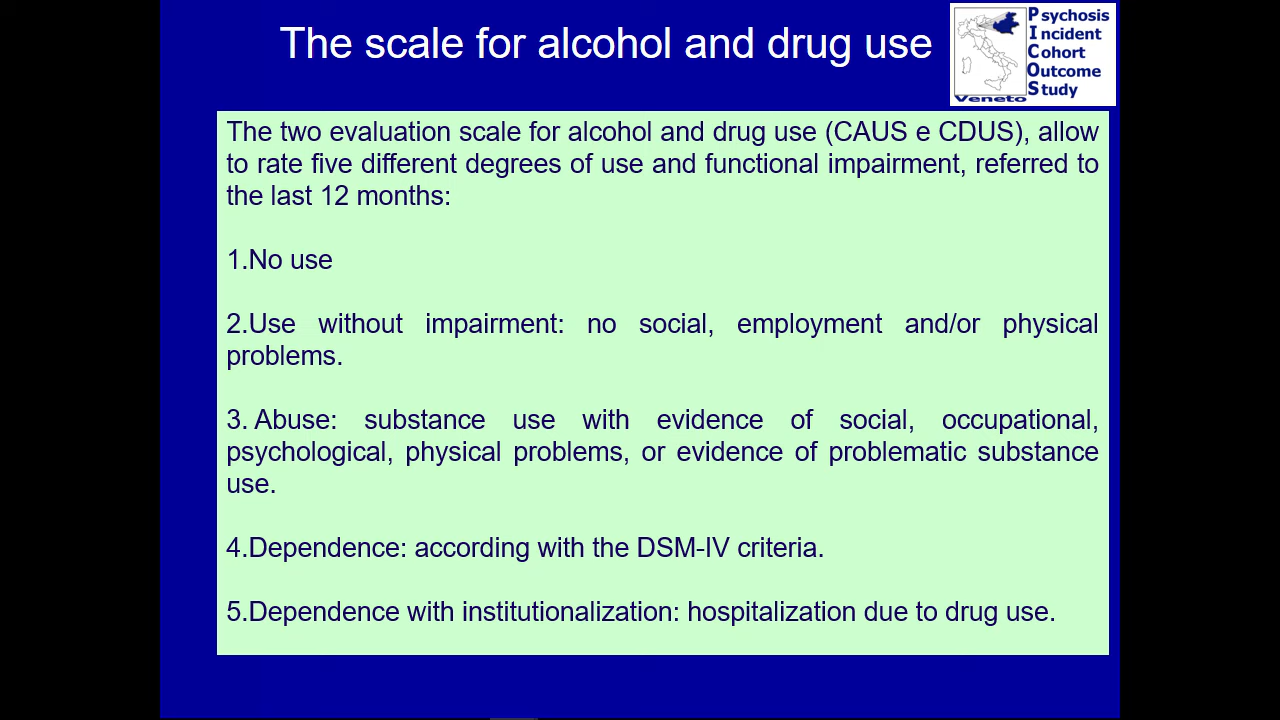 The scale for alcohol and drug use
Psychosis
Incident
Cohort
Outcome
Study
Veneto
The two evaluation scale for alcohol and drug use (CAUS e CDUS), allow
to rate five different degrees of use and functional impairment, referred to
the last 12 months:
1.No use
2.Use without impairment: no social, employment and/or physical
problems.
3. Abuse: substance use with evidence of social, occupational,
psychological, physical problems, or evidence of problematic substance
use.
4.Dependence: according with the DSM-IV criteria.
5.Dependence with institutionalization: hospitalization due to drug use.